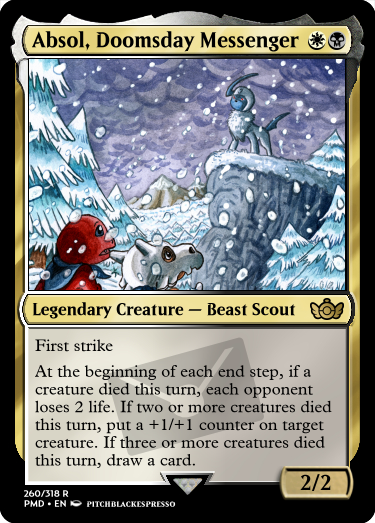 Absol, Doomsday Messenger
Legendary Creature — Beast Scout
First strike
At the beginning of each end step, if a
creature died this turn, each opponent
loses 2 life. If two or more creatures died
this turn, put a +1/+1 counter on target
creature. If three or more creatures died
this turn, draw a card.
2/2
260/318 R
PMD • EN PITCHBLACKESPRESSO